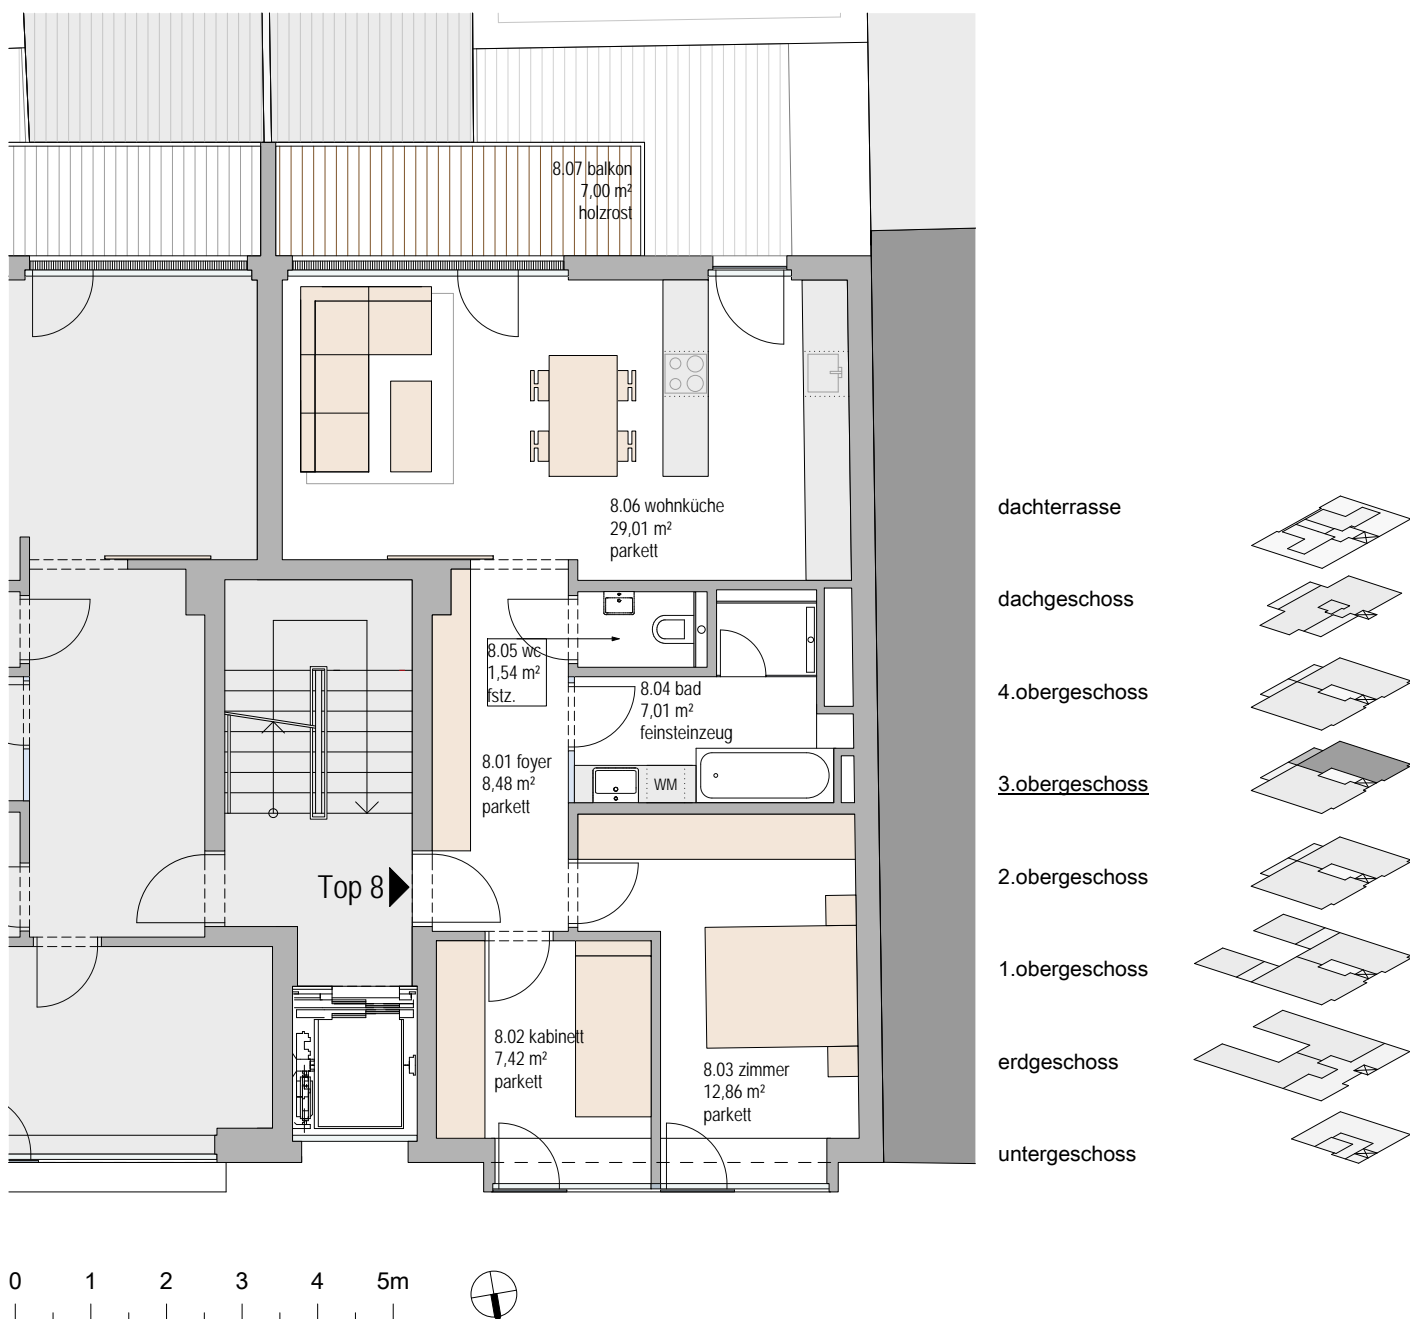 8.07 balkon
7,00 m²
holzrost
8.06 wohnküche
29,01 m²
parkett
8.05 wc
1,54 m²
fstz.
8.04 bad
7,01 m²
feinsteinzeug
8.01 foyer
8,48 m²
parkett
WM
Top 8
8.02 kabinett
7,42 m²
parkett
8.03 zimmer
12,86 m²
parkett
dachterrasse
dachgeschoss
4.obergeschoss
3.obergeschoss
2.obergeschoss
1.obergeschoss
erdgeschoss
untergeschoss
0 1 2 3 4 5m